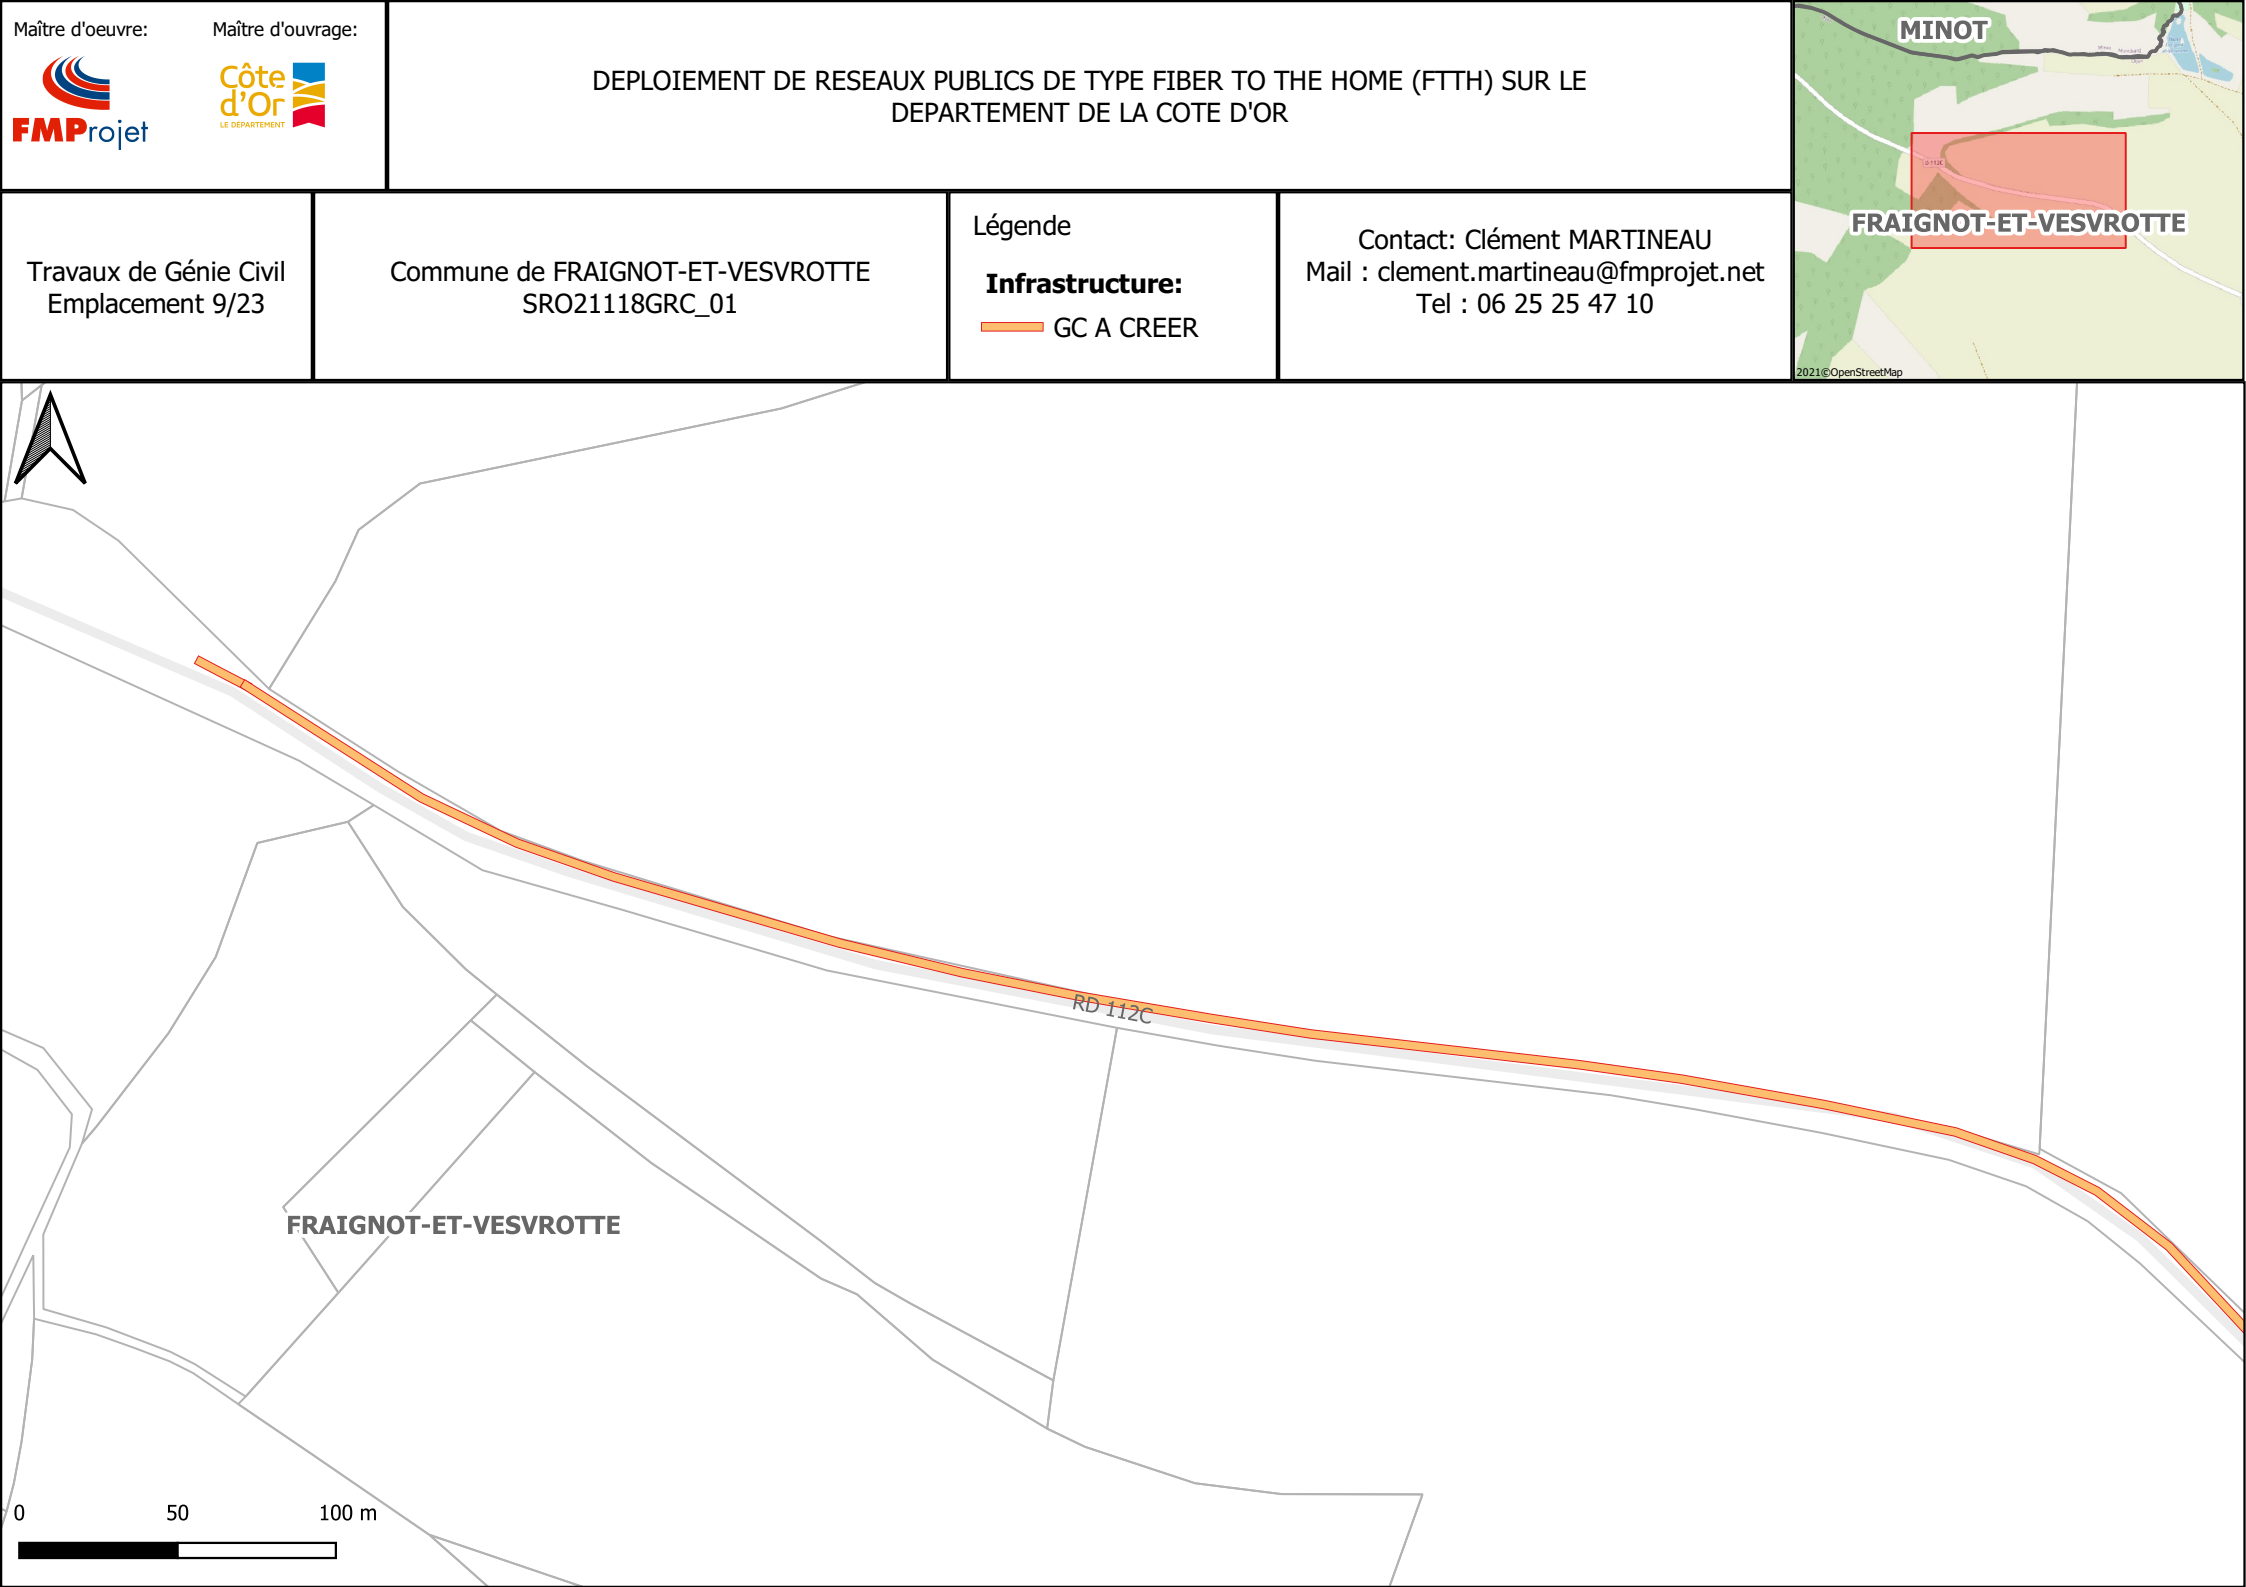 Maître d'oeuvre:
Maître d'ouvrage:
FMProjet
Côte
d'Or
LE DÉPARTEMENT
DEPLOIEMENT DE RESEAUX PUBLICS DE TYPE FIBER TO THE HOME (FTTH) SUR LE
DEPARTEMENT DE LA COTE D'OR
Travaux de Génie Civil
Emplacement 9/23
Commune de FRAIGNOT-ET-VESVROTTE
SRO21118GRC_01
Légende
Infrastructure:
GC A CREER
Contact: Clément MARTINEAU
Mail : clement.martineau@fmprojet.net
Tel : 06 25 25 47 10
MINOT
D 112C
FRAIGNOT-ET-VESVROTTE
2021©OpenStreetMap
RD 112C
FRAIGNOT-ET-VESVROTTE
0 50 100 m